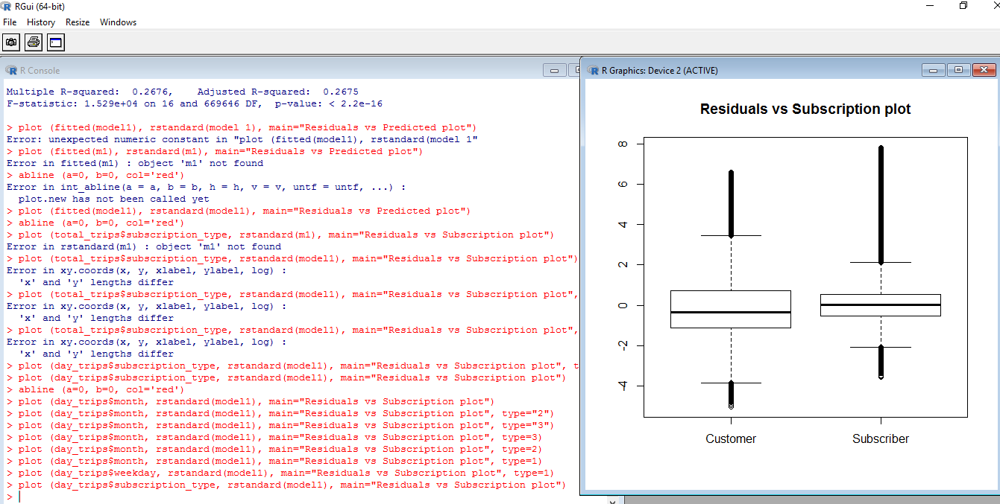 RGui (64-bit)
File History Resize Windows
R Console
Multiple R-squared:  0.2676,    Adjusted R-squared:  0.2675
F-statistic: 1.529e+04 on 16 and 669646 DF,  p-value: < 2.2e-16
> plot (fitted(model1), rstandard(model 1), main="Residuals vs Predicted plot")
Error: unexpected numeric constant in "plot (fitted(model1), rstandard(model 1"
> plot (fitted(m1), rstandard(m1), main="Residuals vs Predicted plot")
Error in fitted(m1) : object 'm1' not found
> abline (a=0, b=0, col='red')
Error in int_abline(a = a, b = b, h = h, v = v, untf = untf, ...) :
  plot.new has not been called yet
> plot (fitted(model1), rstandard(model1), main="Residuals vs Predicted plot")
> abline (a=0, b=0, col='red')
> plot (total_trips$subscription_type, rstandard(m1), main="Residuals vs Subscription plot")
Error in rstandard(m1) : object 'm1' not found
> plot (total_trips$subscription_type, rstandard(model1), main="Residuals vs Subscription plot")
Error in xy.coords(x, y, xlabel, ylabel, log) :
  'x' and 'y' lengths differ
> plot (total_trips$subscription_type, rstandard(model1), main="Residuals vs Subscription plot",
Error in xy.coords(x, y, xlabel, ylabel, log) :
  'x' and 'y' lengths differ
> plot (total_trips$subscription_type, rstandard(model1), main="Residuals vs Subscription plot",
Error in xy.coords(x, y, xlabel, ylabel, log) :
  'x' and 'y' lengths differ
> plot (day_trips$subscription_type, rstandard(model1), main="Residuals vs Subscription plot", t
> plot (day_trips$subscription_type, rstandard(model1), main="Residuals vs Subscription plot")
> abline (a=0, b=0, col='red')
> plot (day_trips$month, rstandard(model1), main="Residuals vs Subscription plot")
> plot (day_trips$month, rstandard(model1), main="Residuals vs Subscription plot", type="2")
> plot (day_trips$month, rstandard(model1), main="Residuals vs Subscription plot", type="3")
> plot (day_trips$month, rstandard(model1), main="Residuals vs Subscription plot", type=3)
> plot (day_trips$month, rstandard(model1), main="Residuals vs Subscription plot", type=2)
> plot (day_trips$month, rstandard(model1), main="Residuals vs Subscription plot", type=1)
> plot (day_trips$weekday, rstandard(model1), main="Residuals vs Subscription plot", type=1)
> plot (day_trips$subscription_type, rstandard(model1), main="Residuals vs Subscription plot")
>
R Graphics: Device 2 (ACTIVE)
Residuals vs Subscription plot
8
6
4
2
0
-2
-4
Customer Subscriber